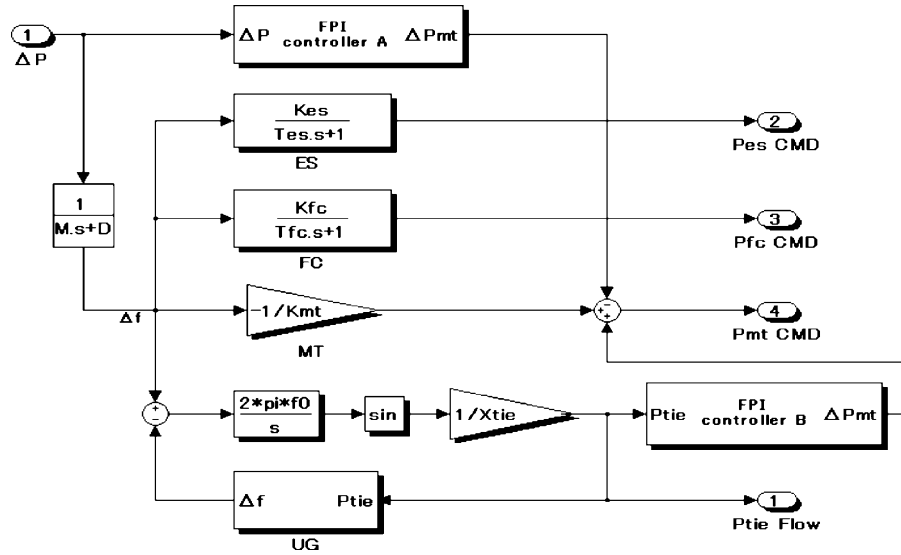 1
ΔP
ΔP
FPI
controller A
ΔPmt
Kes
Tes.s+1
ES
2
Pes CMD
1
M.s+D
Kfc
Tfc.s+1
FC
3
Pfc CMD
Δf
-1/Kmt
MT
4
Pmt CMD
2*pi*f0
s
sin
1/Xtie
Ptie
FPI
controller B
ΔPmt
Δf
Ptie
UG
1
Ptie Flow